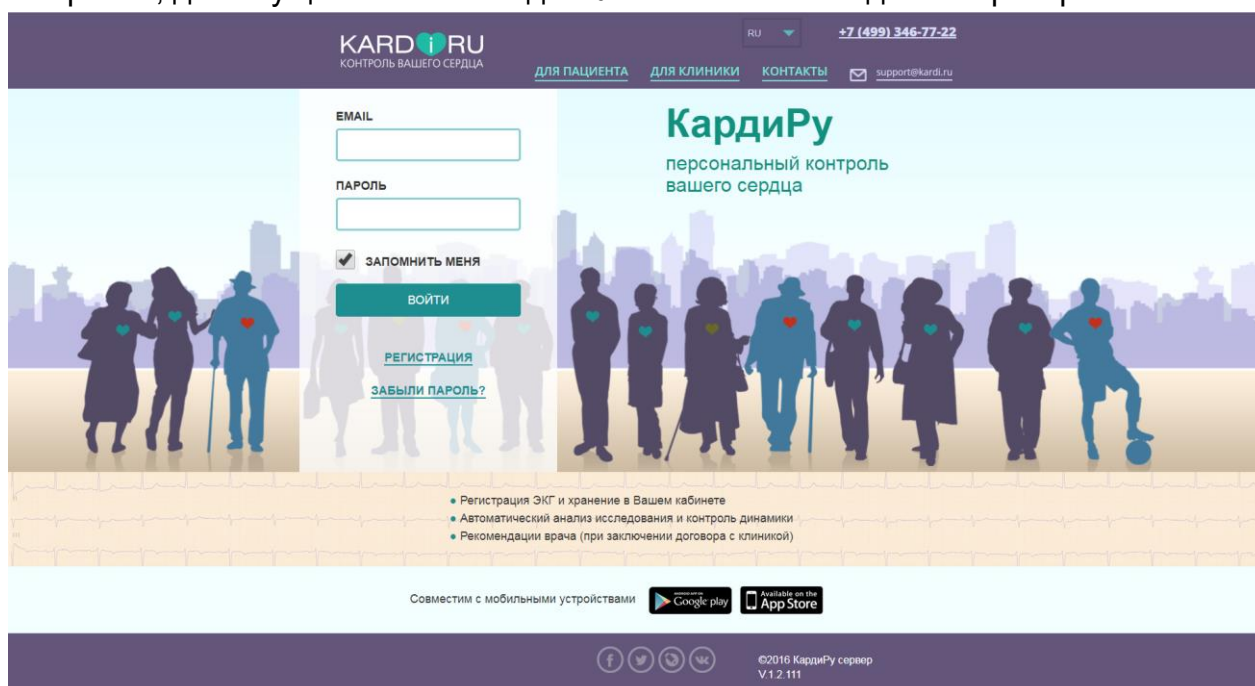 KARDiRU
КОНТРОЛЬ ВАШЕГО СЕРДЦА
RU
+7 (499) 346-77-22
ДЛЯ ПАЦИЕНТА ДЛЯ КЛИНИКИ КОНТАКТЫ
support@kardi.ru
EMAIL
ПАРОЛЬ
ЗАПОМНИТЬ МЕНЯ
ВОЙТИ
РЕГИСТРАЦИЯ
ЗАБЫЛИ ПАРОЛЬ?
КардиРу
персональный контроль
вашего сердца
• Регистрация ЭКГ и хранение в Вашем кабинете
• Автоматический анализ исследования и контроль динамики
• Рекомендации врача (при заключении договора с клиникой)
Совместим с мобильными устройствами
ANDROID APP ON
Google play
Available on the
App Store
©2016 КардиРу сервер
V.1.2.111